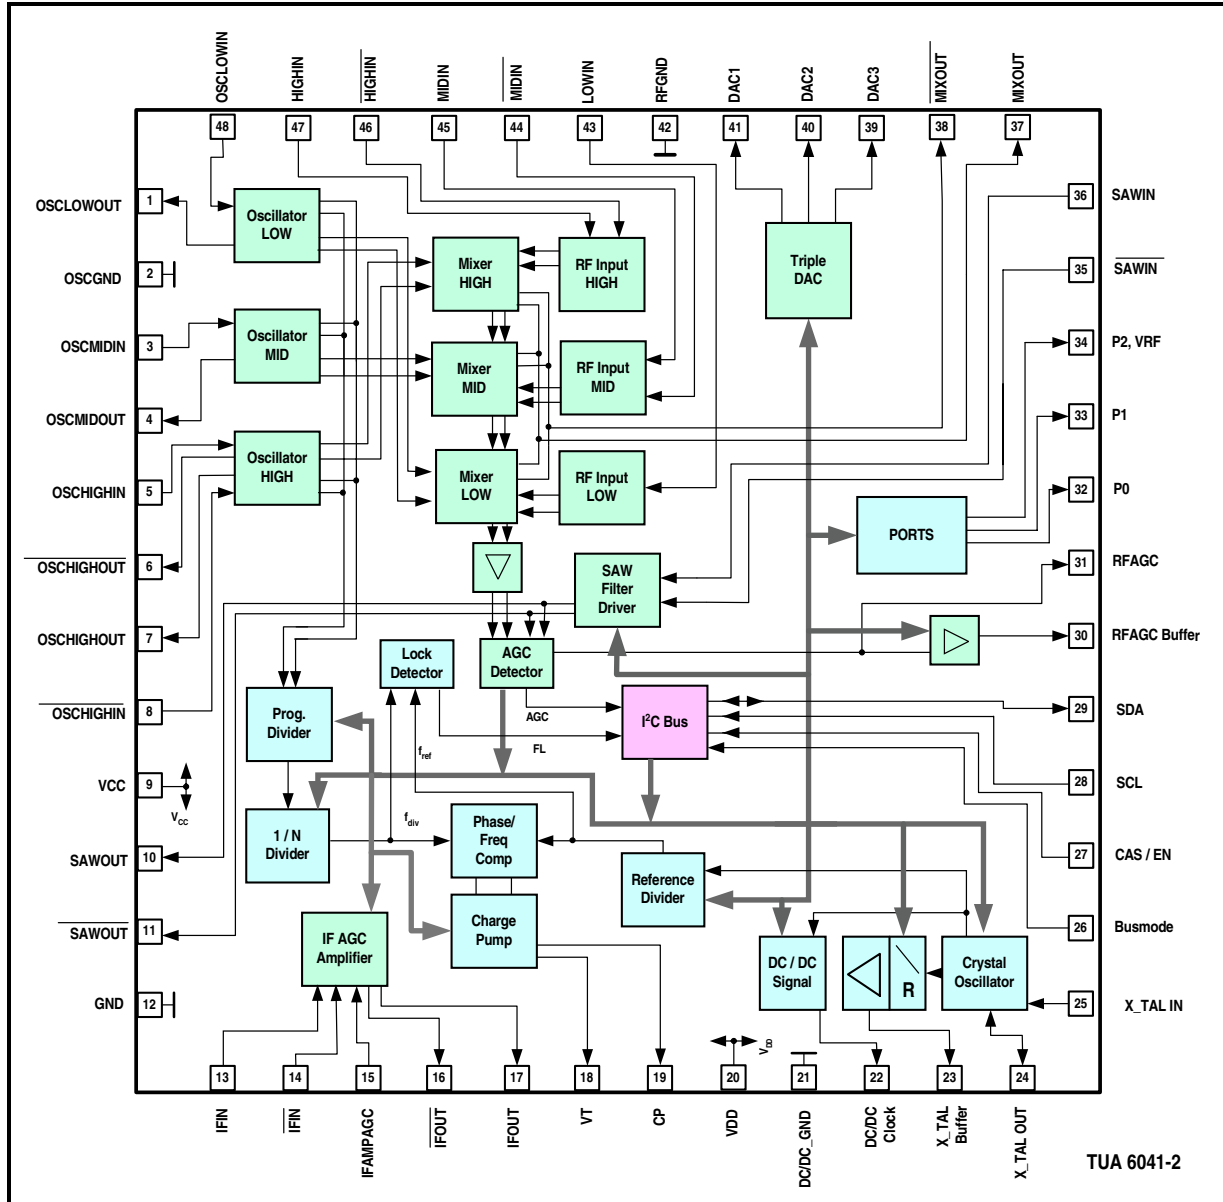 OSCLOWIN
HIGHIN
HIGHIN
MIDIN
MIDIN
LOWIN
RFGND
DAC1
DAC2
DAC3
MIXOUT
MIXOUT
48
47
46
45
44
43
42
41
40
39
38
37
OSCLOWOUT
1
OSCGND
2
OSCMIDIN
3
OSCMIDOUT
4
OSCHIGHIN
5
OSCHIGHOUT
6
OSCHIGHOUT
7
OSCHIGHIN
8
VCC
9
VCC
SAWOUT
10
SAWOUT
11
GND
12
Oscillator
LOW
Oscillator
MID
Oscillator
HIGH
Mixer
HIGH
Mixer
MID
Mixer
LOW
RF Input
HIGH
RF Input
MID
RF Input
LOW
Triple
DAC
PORTS
SAW
Filter
Driver
Lock
Detector
AGC
Detector
AGC
FL
I2C Bus
Prog.
Divider
fref
fdiv
1 / N
Divider
Phase/
Freq
Comp
Charge
Pump
Reference
Divider
IF AGC
Amplifier
DC / DC
Signal
R
Crystal
Oscillator
36
SAWIN
35
SAWIN
34
P2, VRF
33
P1
32
P0
31
RFAGC
30
RFAGC Buffer
29
SDA
28
SCL
27
CAS / EN
26
Busmode
25
X_TAL IN
VDD
13
14
15
16
17
18
19
20
21
22
23
24
IFIN
IFIN
IFAMPAGC
IFOUT
IFOUT
VT
CP
VDD
DC/DC_GND
DC/DC
Clock
X_TAL
Buffer
X_TAL OUT
TUA 6041-2